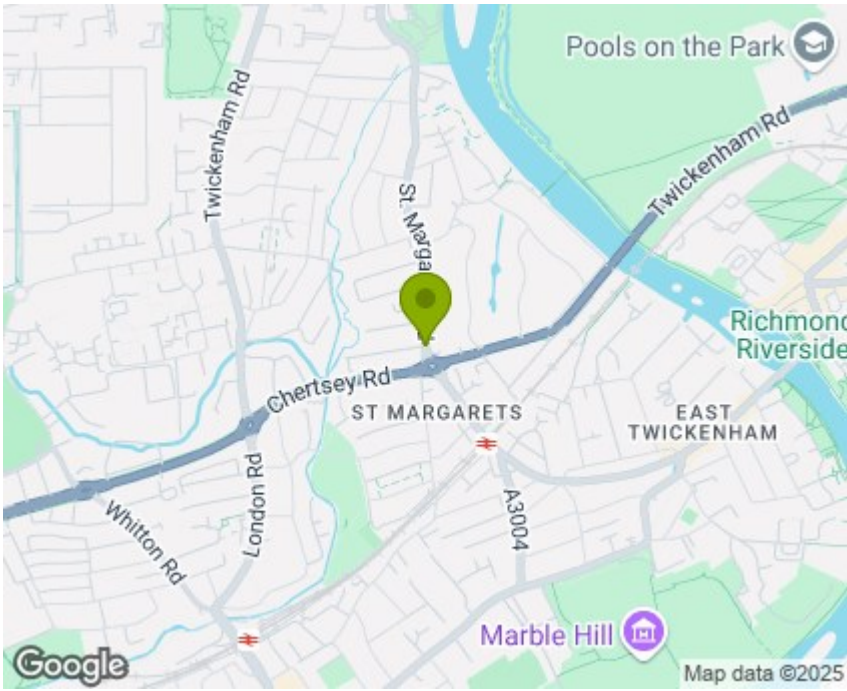 Pools on the Park
Twickenham Rd
Twickenham Rd
St. Marga
Richmond
Riverside
Chertsey Rd
ST MARGARETS
EAST
TWICKENHAM
London Rd
Whitton Rd
A3004
Marble Hill
Google
Map data ©2025